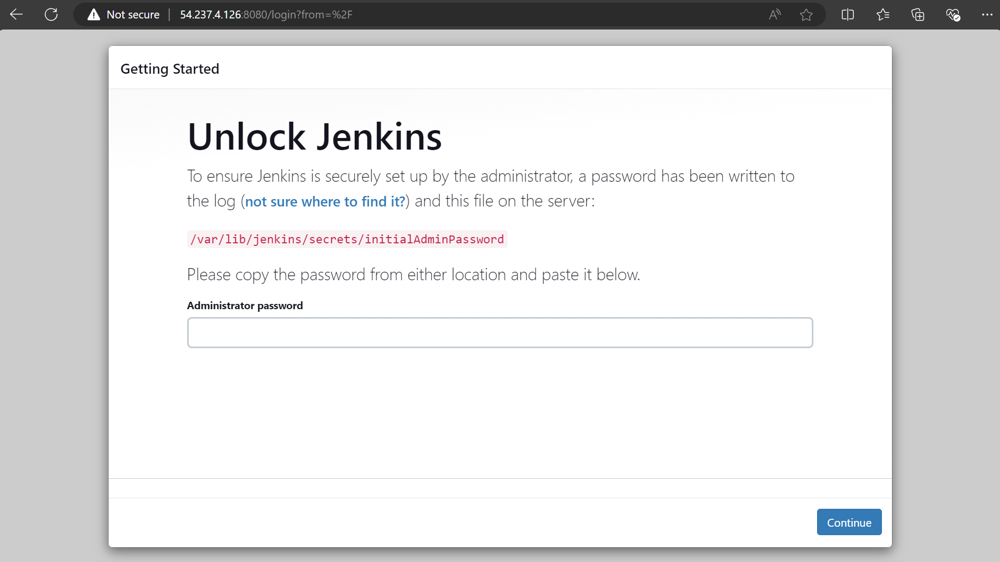 Not secure | 54.237.4.126:8080/login?from=%2F
Getting Started
Unlock Jenkins
To ensure Jenkins is securely set up by the administrator, a password has been written to
the log (not sure where to find it?) and this file on the server:
/var/lib/jenkins/secrets/initialAdminPassword
Please copy the password from either location and paste it below.
Administrator password
Continue